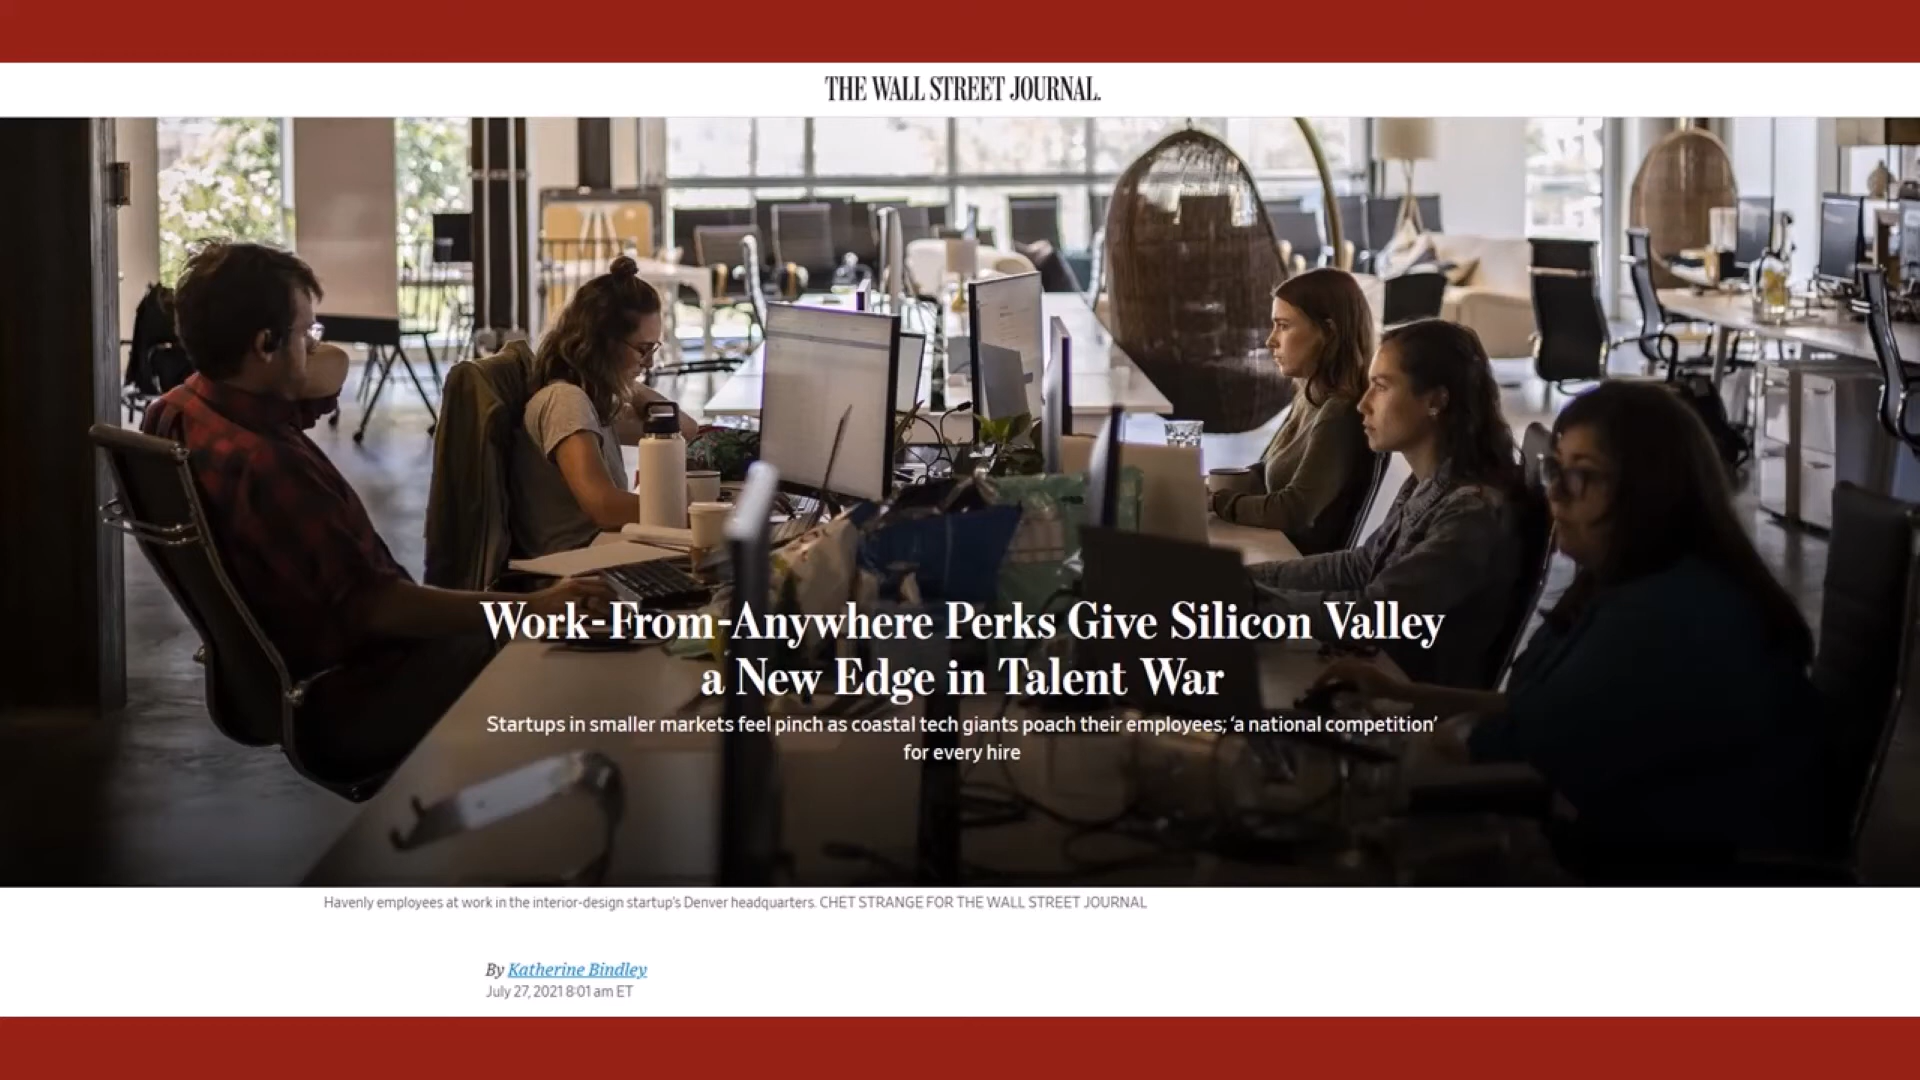 THE WALL STREET JOURNAL.
Work-From-Anywhere Perks Give Silicon Valley
a New Edge in Talent War
Startups in smaller markets feel pinch as coastal tech giants poach their employees; ‘a national competition’
for every hire
Havenly employees at work in the interior-design startup's Denver headquarters. CHET STRANGE FOR THE WALL STREET JOURNAL
By Katherine Bindley
July 27, 2021 8:01 am ET